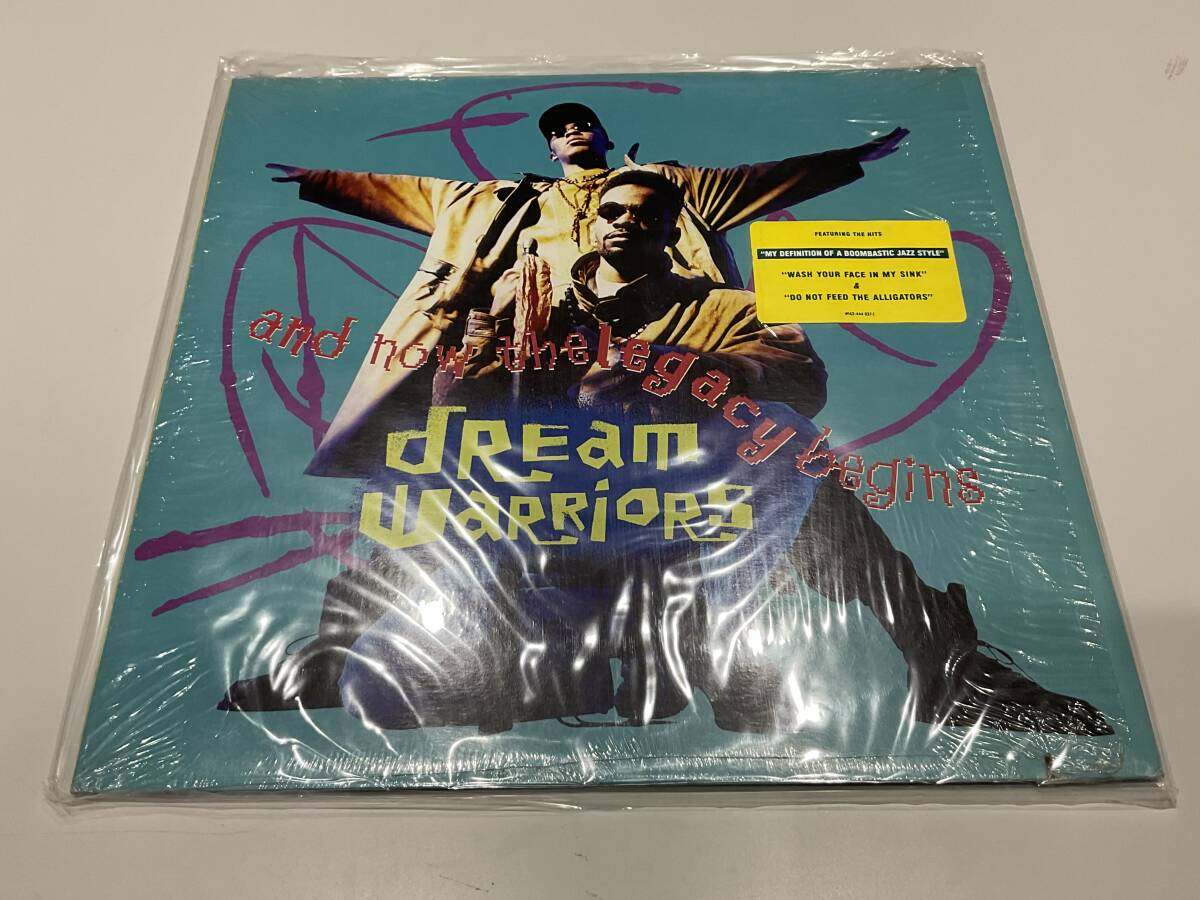 FEATURING THE HITS
"MY DEFINITION OF A BOOMBASTIC JAZZ STYLE"
"WASH YOUR FACE IN MY SINK"
&
"DO NOT FEED THE ALLIGATORS"
and now the legacy begins
dREam
waRRioRS